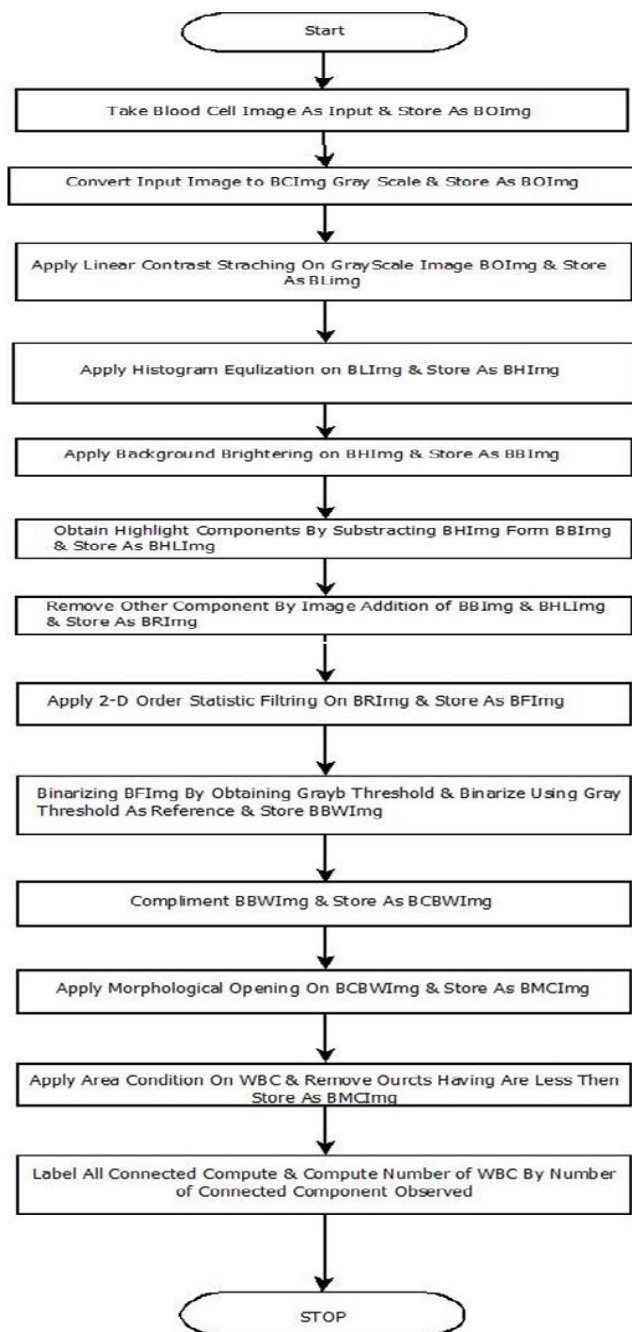 Start
Take Blood Cell Image As Input & Store As BOImg
Convert Input Image to BCImg Gray Scale & Store As BOImg
Apply Linear Contrast Straching On GrayScale Image BOImg & Store
As BLimg
Apply Histogram Equlization on BLImg & Store As BHImg
Apply Background Brightering on BHImg & Store As BBImg
Obtain Highlight Components By Substracting BHImg Form BBImg
& Store As BHLImg
Remove Other Component By Image Addition of BBImg & BHLImg
& Store As BRImg
Apply 2-D Order Statistic Filtring On BRImg & Store As BFImg
Binarizing BFImg By Obtaining Grayb Threshold & Binarize Using Gray
Threshold As Reference & Store BBWImg
Compliment BBWImg & Store As BCBWImg
Apply Morphological Opening On BCBWImg & Store As BMCImg
Apply Area Condition On WBC & Remove Ourcts Having Are Less Then
Store As BMCImg
Label All Connected Compute & Compute Number of WBC By Number
of Connected Component Observed
STOP